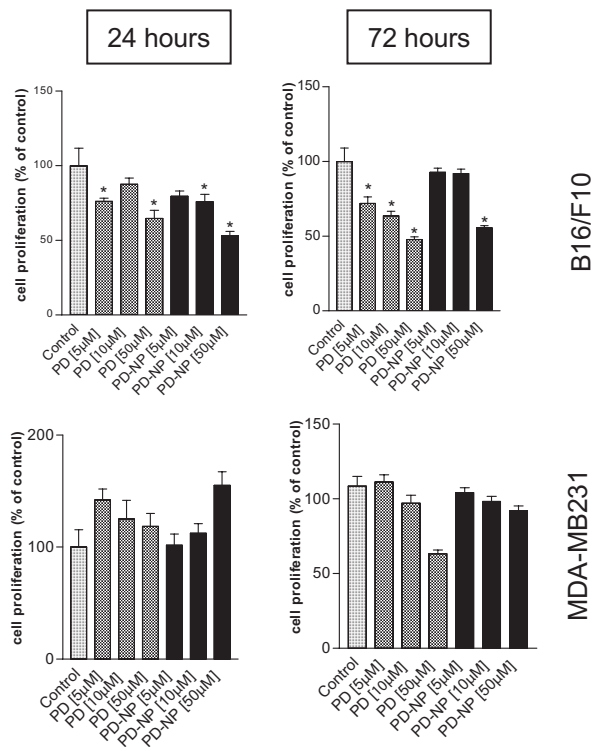 24 hours
72 hours
cell proliferation (% of control)
150
100
50
0
*
*
*
*
Control
PD [5µM]
PD [10µM]
PD [50µM]
PD-NP [5µM]
PD-NP [10µM]
PD-NP [50µM]
cell proliferation (% of control)
150
100
50
0
*
*
*
*
Control
PD [5µM]
PD [10µM]
PD [50µM]
PD-NP [5µM]
PD-NP [10µM]
PD-NP [50µM]
B16/F10
cell proliferation (% of control)
200
100
0
Control
PD [5µM]
PD [10µM]
PD [50µM]
PD-NP [5µM]
PD-NP [10µM]
PD-NP [50µM]
cell proliferation (% of control)
150
100
50
0
Control
PD [5µM]
PD [10µM]
PD [50µM]
PD-NP [5µM]
PD-NP [10µM]
PD-NP [50µM]
MDA-MB231